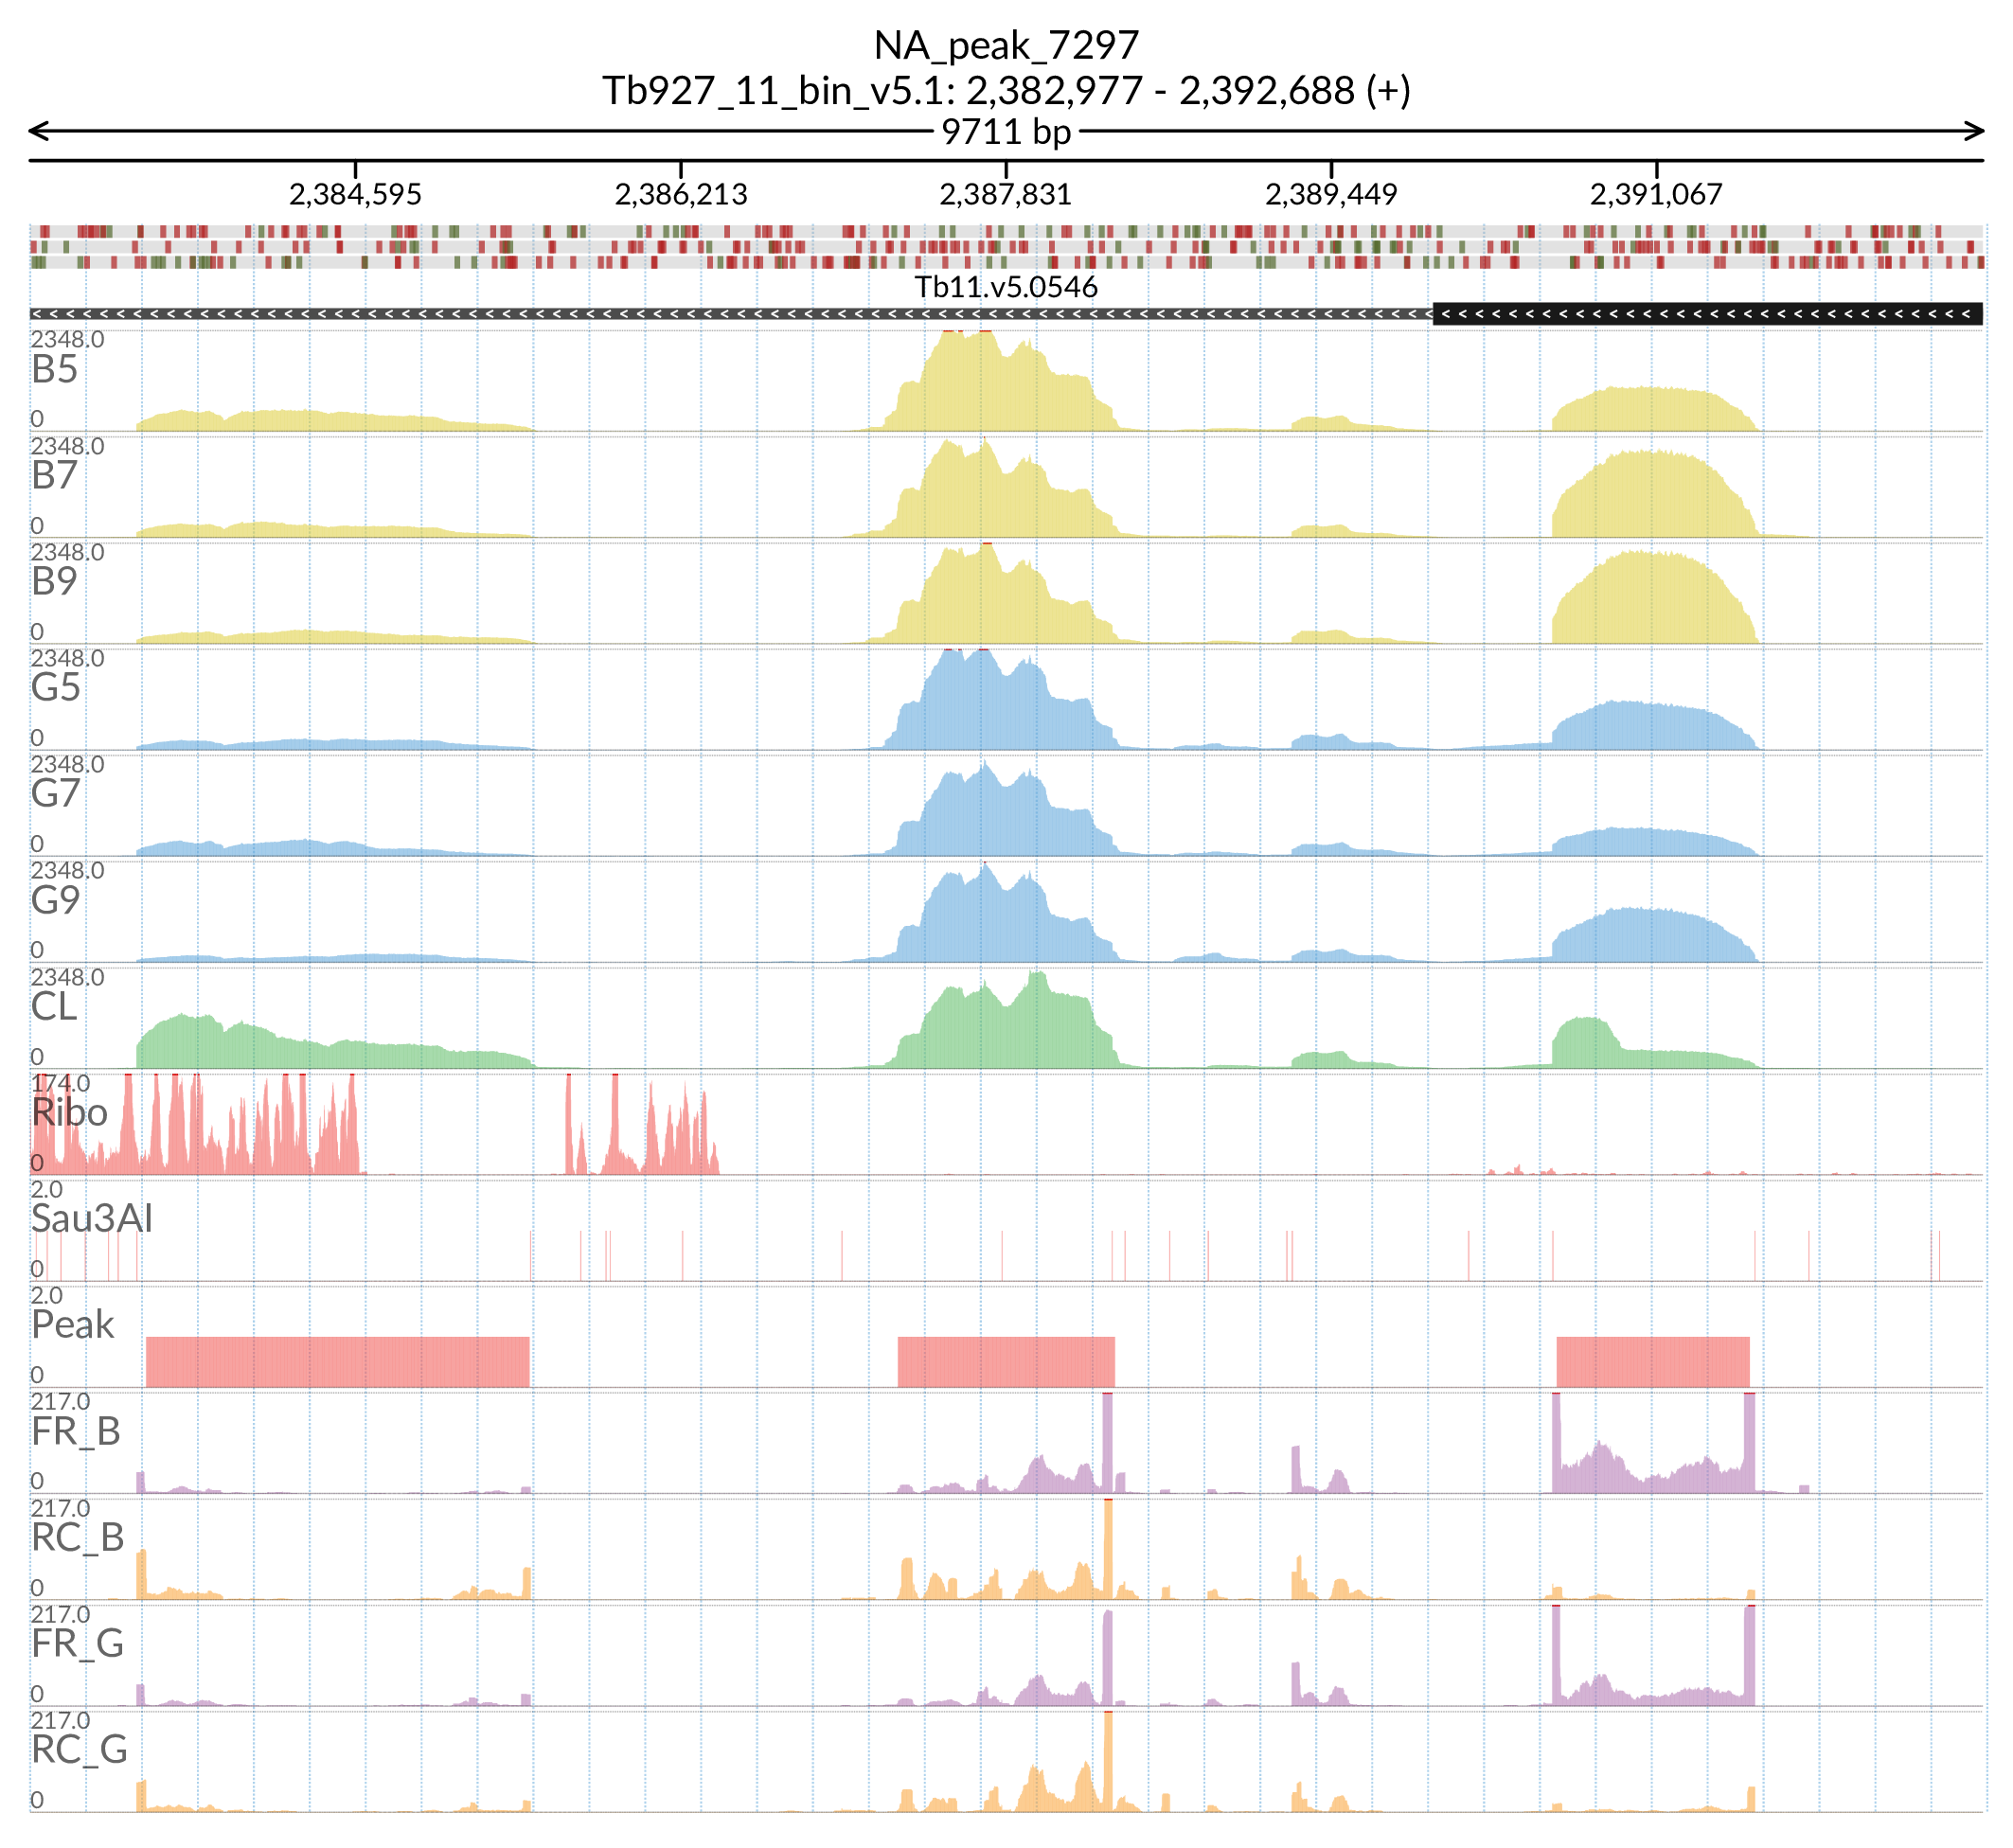 NA_peak_7297
Tb927_11_bin_v5.1: 2,382,977 - 2,392,688 (+)
9711 bp
2,384,595 2,386,213 2,387,831 2,389,449 2,391,067
Tb11.v5.0546
2348.0
B5
0
2348.0
B7
0
2348.0
B9
0
2348.0
G5
0
2348.0
G7
0
2348.0
G9
0
2348.0
CL
0
174.0
Ribo
0
2.0
Sau3AI
0
2.0
Peak
0
217.0
FR_B
0
217.0
RC_B
0
217.0
FR_G
0
217.0
RC_G
0